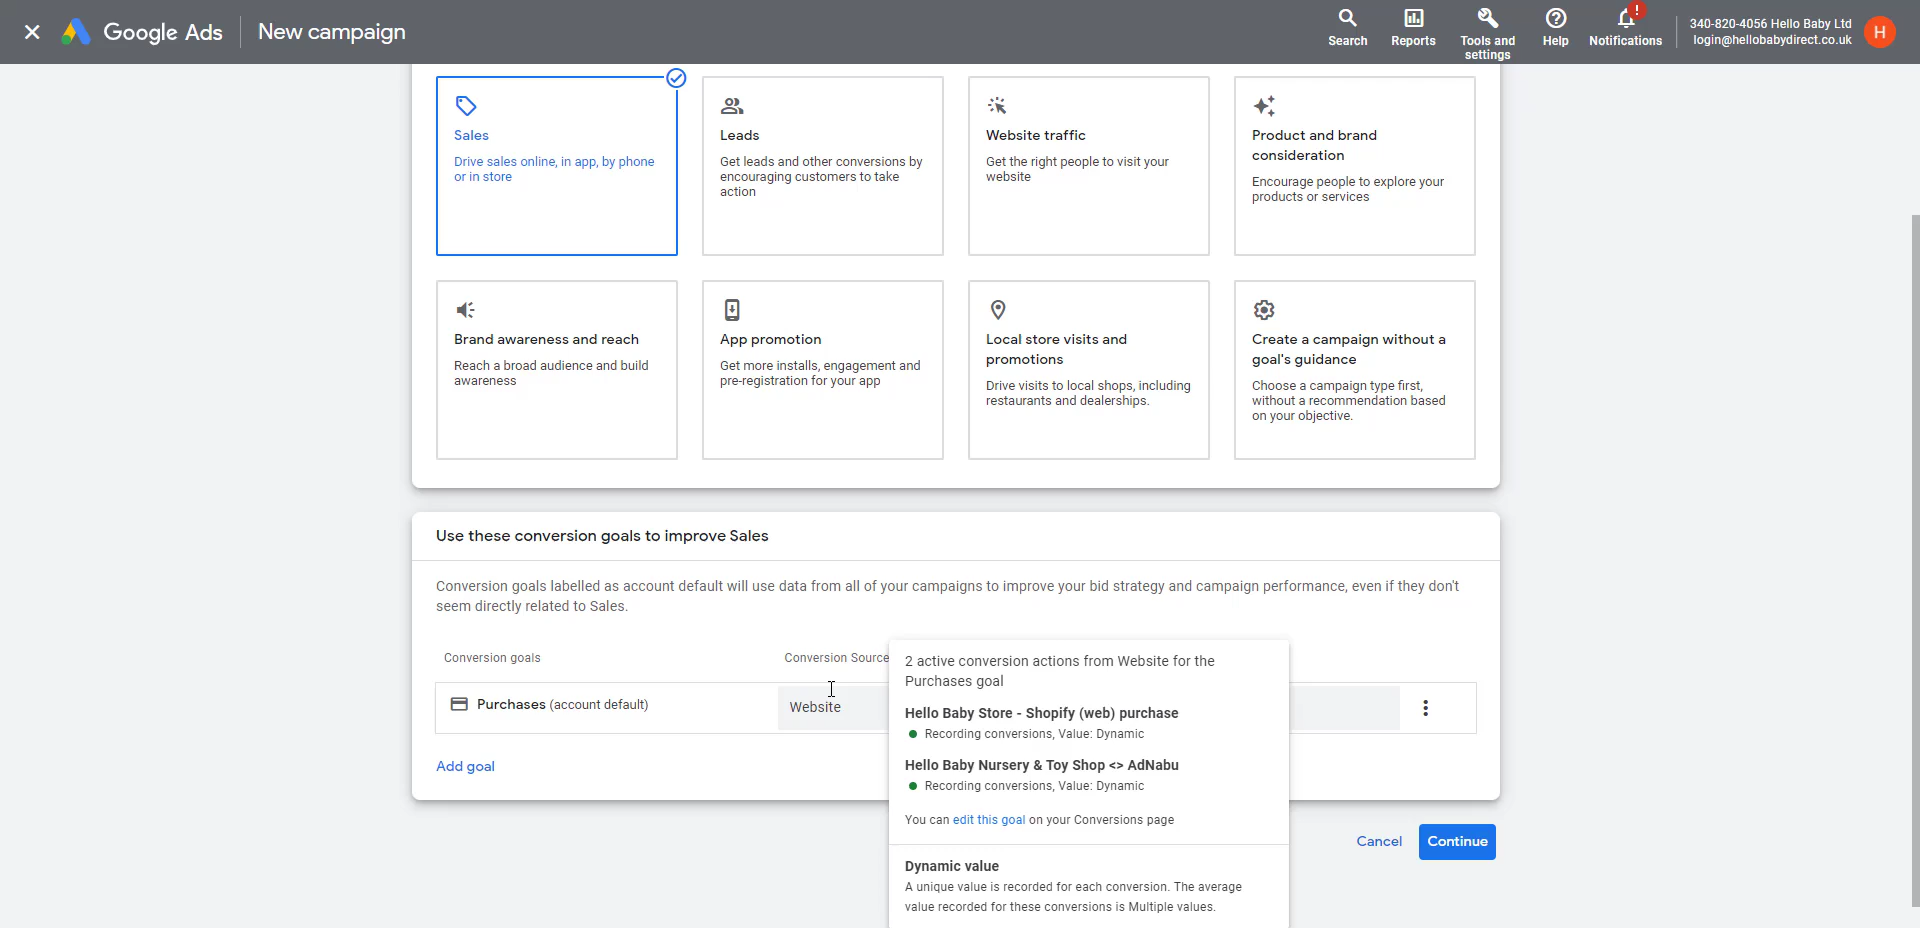 Google Ads
New campaign
Search
Reports
Tools and
settings
Help
!
Notifications
340-820-4056 Hello Baby Ltd
login@hellobabydirect.co.uk
H
Sales
Drive sales online, in app, by phone
or in store
Leads
Get leads and other conversions by
encouraging customers to take
action
Website traffic
Get the right people to visit your
website
Product and brand
consideration
Encourage people to explore your
products or services
Brand awareness and reach
Reach a broad audience and build
awareness
App promotion
Get more installs, engagement and
pre-registration for your app
Local store visits and
promotions
Drive visits to local shops, including
restaurants and dealerships.
Create a campaign without a
goal's guidance
Choose a campaign type first,
without a recommendation based
on your objective.
Use these conversion goals to improve Sales
Conversion goals labelled as account default will use data from all of your campaigns to improve your bid strategy and campaign performance, even if they don't
seem directly related to Sales.
Conversion goals
Conversion Source
Purchases (account default)
Website
Add goal
2 active conversion actions from Website for the
Purchases goal
Hello Baby Store - Shopify (web) purchase
Recording conversions, Value: Dynamic
Hello Baby Nursery & Toy Shop <> AdNabu
Recording conversions, Value: Dynamic
You can edit this goal on your Conversions page
Dynamic value
A unique value is recorded for each conversion. The average
value recorded for these conversions is Multiple values.
Cancel
Continue